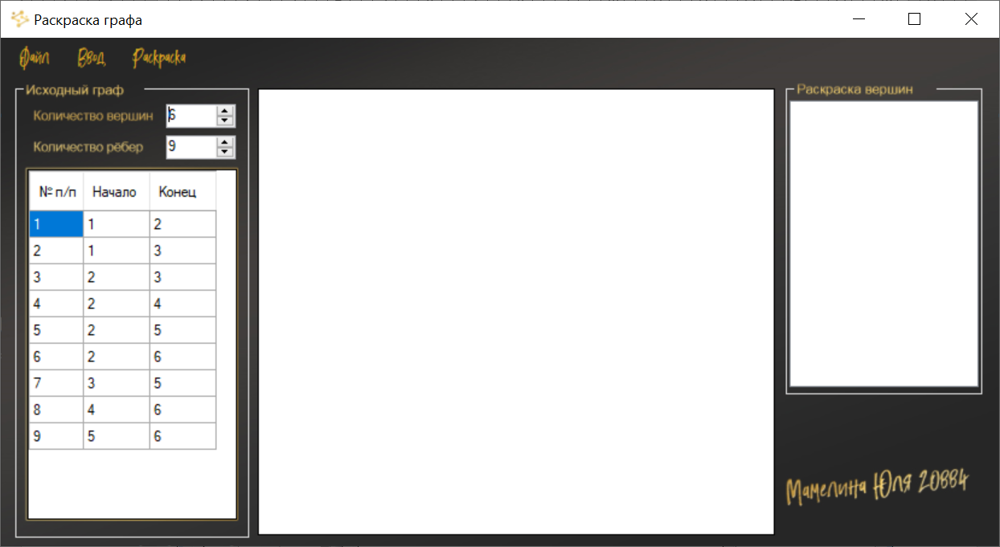 Раскраска графа
Файл Ввод Раскраска
Исходный граф
Количество вершин 6
Количество рёбер 9
№ п/п Начало Конец
1 1 2
2 1 3
3 2 3
4 2 4
5 2 5
6 2 6
7 3 5
8 4 6
9 5 6
Раскраска вершин
Мамелина Юля 20884